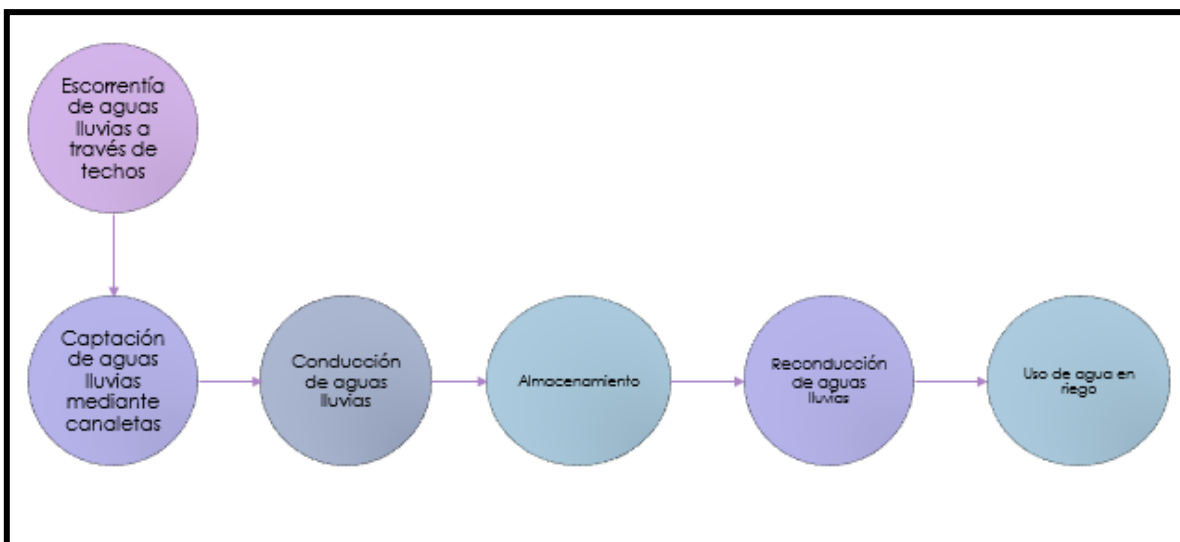 Escorrentía
de aguas
lluvias a
través de
techos
Captación
de aguas
lluvias
mediante
canaletas
Conducción
de aguas
lluvias
Almacenamiento
Reconducción
de aguas
lluvias
Uso de agua en
riego